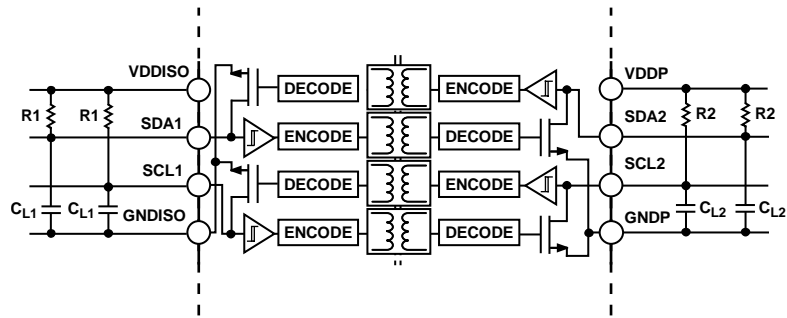 VDDISO
R1
R1
SDA1
SCL1
CL1
CL1
GNDISO
DECODE
ENCODE
ENCODE
DECODE
DECODE
ENCODE
ENCODE
DECODE
VDDP
R2
R2
SDA2
SCL2
CL2
CL2
GNDP